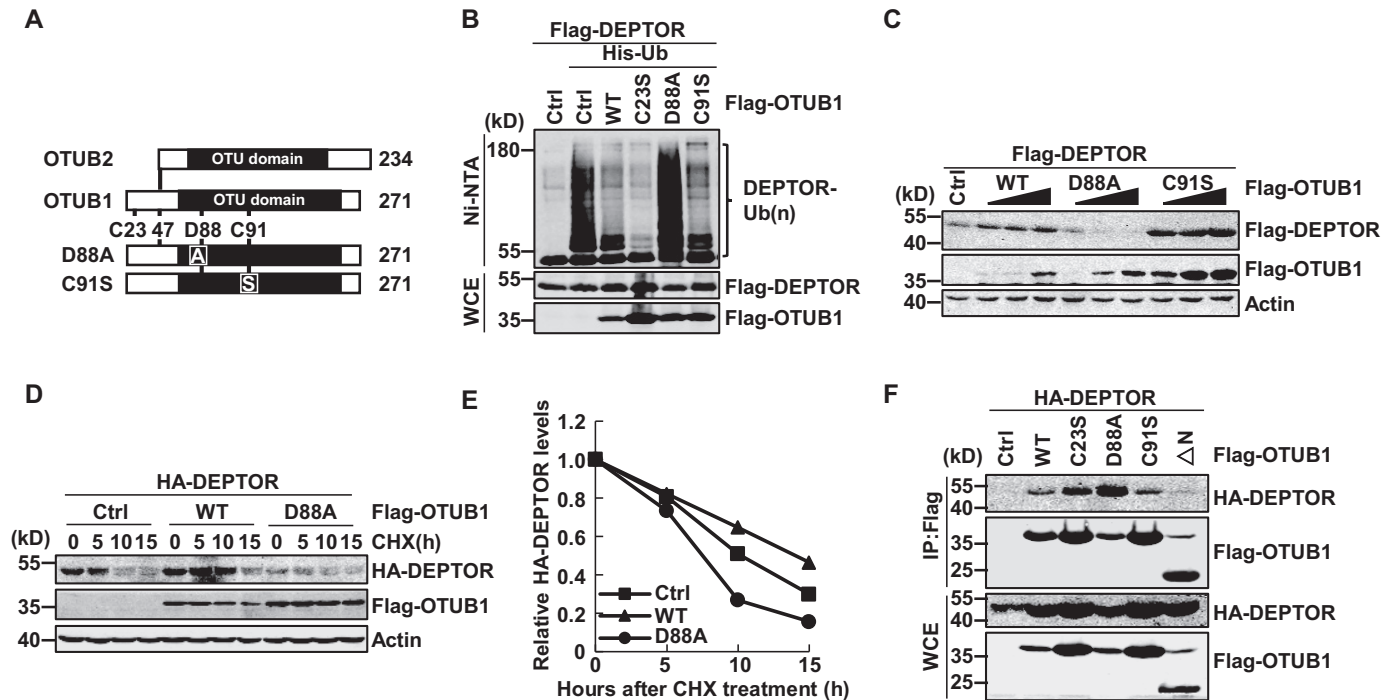 A
OTUB2
OTU domain
234
OTUB1
OTU domain
271
C23 47 D88 C91
D88A
A
271
C91S
S
271
B
Flag-DEPTOR
His-Ub
Ctrl
Ctrl
WT
C23S
D88A
C91S
Flag-OTUB1
(kD)
180
55
Ni-NTA
DEPTOR-
Ub(n)
55
Flag-DEPTOR
WCE
35
Flag-OTUB1
C
Flag-DEPTOR
(kD)
Ctrl
WT
D88A
C91S
Flag-OTUB1
55
40
Flag-DEPTOR
35
Flag-OTUB1
40
Actin
D
HA-DEPTOR
Ctrl
WT
D88A
Flag-OTUB1
(kD)
0 5 10 15 0 5 10 15 0 5 10 15 CHX(h)
55
HA-DEPTOR
35
Flag-OTUB1
40
Actin
E
Relative HA-DEPTOR levels
1.2
1.0
0.8
0.6
0.4
0.2
0
Ctrl
WT
D88A
0 5 10 15
Hours after CHX treatment (h)
F
HA-DEPTOR
(kD)
Ctrl
WT
C23S
D88A
C91S
△N
Flag-OTUB1
IP:Flag
55
40
HA-DEPTOR
35
25
Flag-OTUB1
WCE
55
40
HA-DEPTOR
35
25
Flag-OTUB1